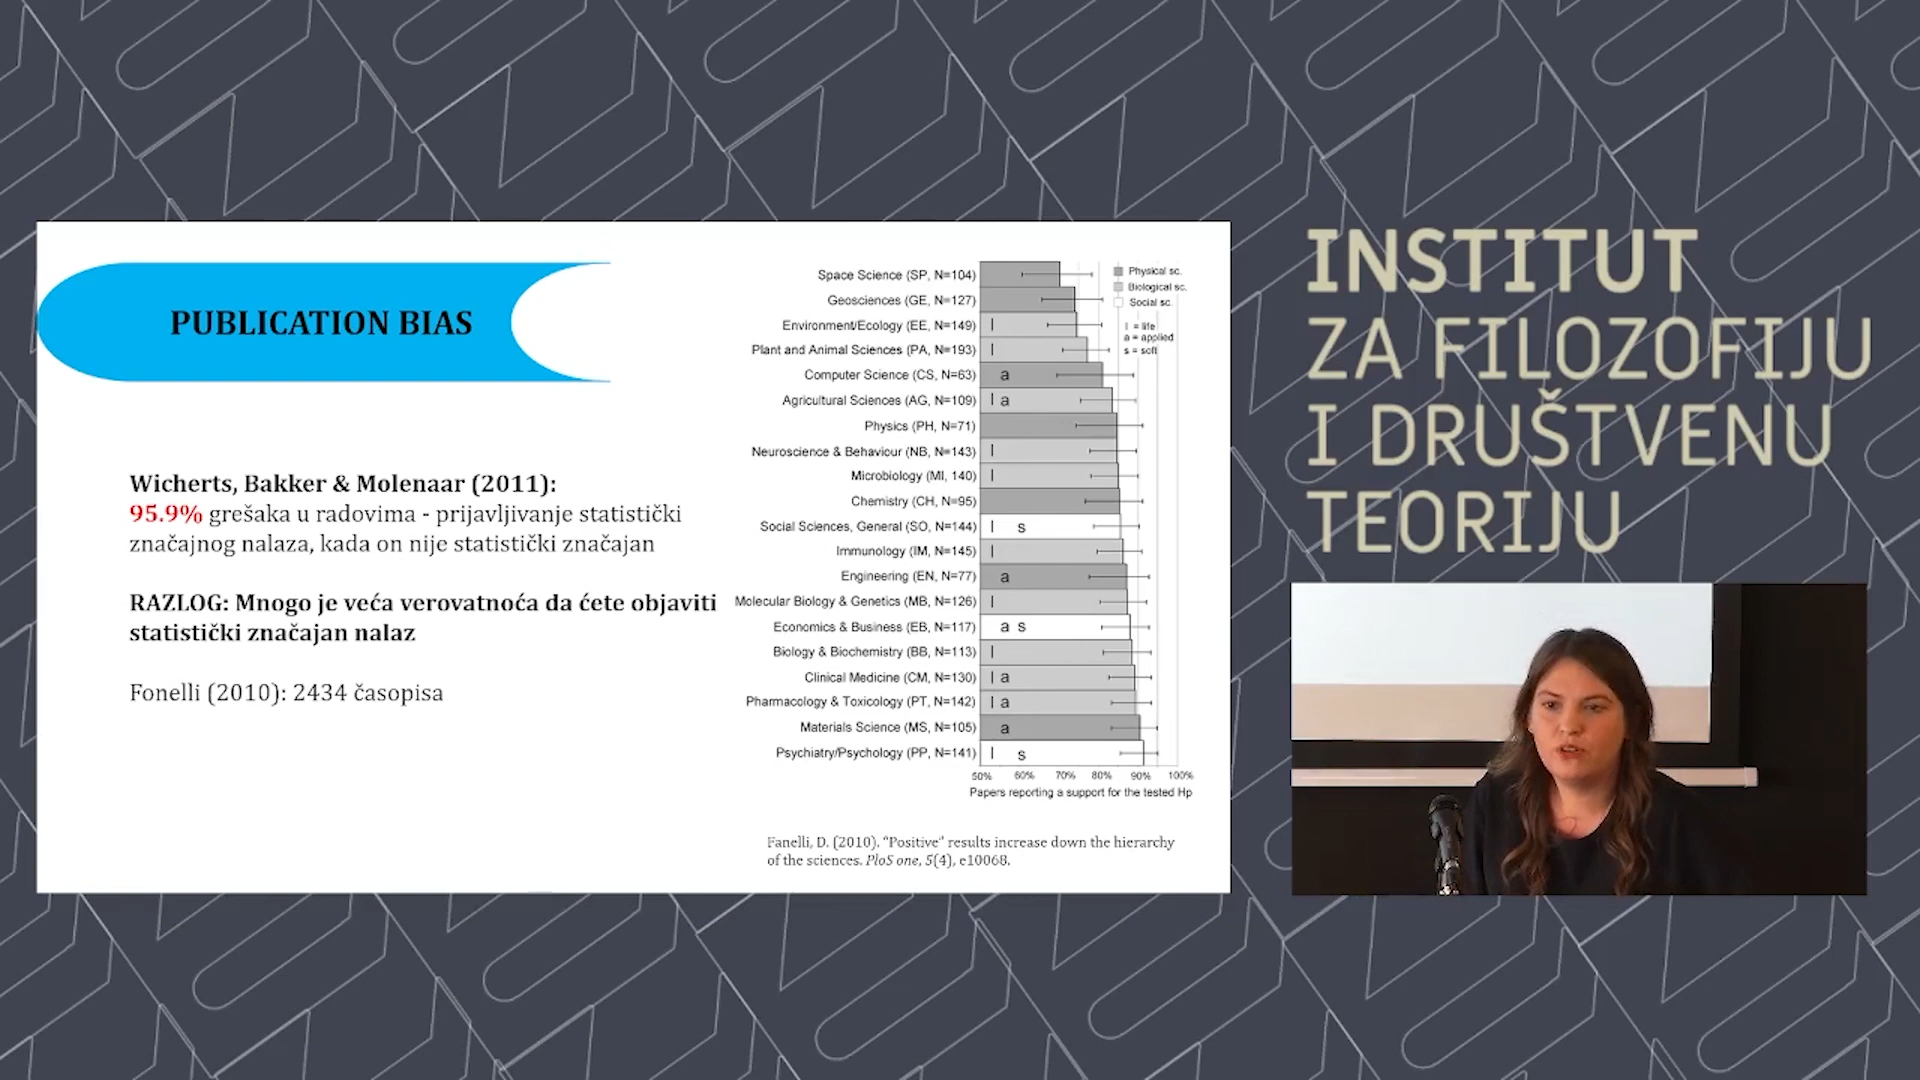 PUBLICATION BIAS
Wicherts, Bakker & Molenaar (2011):
95.9% grešaka u radovima - prijavljivanje statistički
značajnog nalaza, kada on nije statistički značajan
RAZLOG: Mnogo je veća verovatnoća da ćete objaviti
statistički značajan nalaz
Fonelli (2010): 2434 časopisa
Space Science (SP, N=104)
Geosciences (GE, N=127)
Environment/Ecology (EE, N=149) l
Plant and Animal Sciences (PA, N=193) l
Computer Science (CS, N=63) a
Agricultural Sciences (AG, N=109) l a
Physics (PH, N=71)
Neuroscience & Behaviour (NB, N=143) l
Microbiology (MI, 140) l
Chemistry (CH, N=95)
Social Sciences, General (SO, N=144) l s
Immunology (IM, N=145) l
Engineering (EN, N=77) a
Molecular Biology & Genetics (MB, N=126) l
Economics & Business (EB, N=117) a s
Biology & Biochemistry (BB, N=113) l
Clinical Medicine (CM, N=130) l a
Pharmacology & Toxicology (PT, N=142) l a
Materials Science (MS, N=105) a
Psychiatry/Psychology (PP, N=141) l s
50% 60% 70% 80% 90% 100%
Papers reporting a support for the tested Hp
Physical sc.
Biological sc.
Social sc.
l = life
a = applied
s = soft
Fanelli, D. (2010). "Positive" results increase down the hierarchy
of the sciences. PloS one, 5(4), e10068.
INSTITUT
ZA FILOZOFIJU
I DRUŠTVENU
TEORIJU